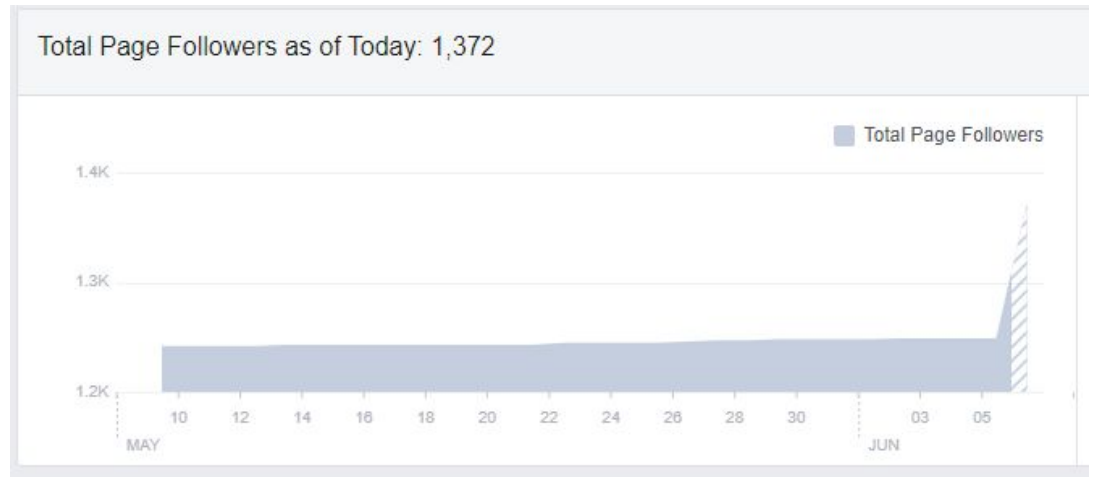 Total Page Followers as of Today: 1,372
Total Page Followers
1.4K
1.3K
1.2K
10 12 14 16 18 20 22 24 26 28 30 03 05
MAY JUN